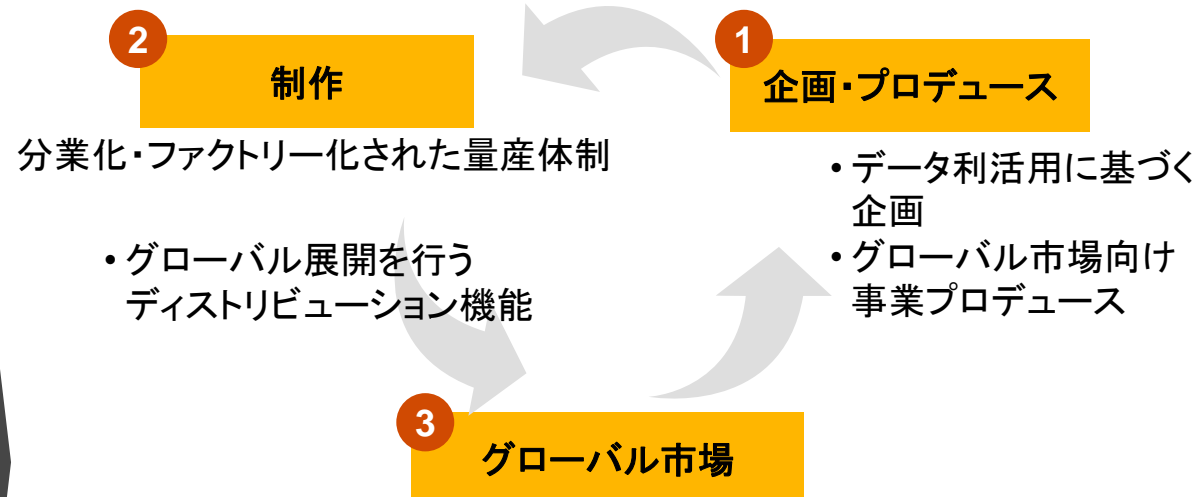 1
企画・プロデュース
• データ利活用に基づく
企画
• グローバル市場向け
事業プロデュース
2
制作
分業化・ファクトリー化された量産体制
• グローバル展開を行う
ディストリビューション機能
3
グローバル市場